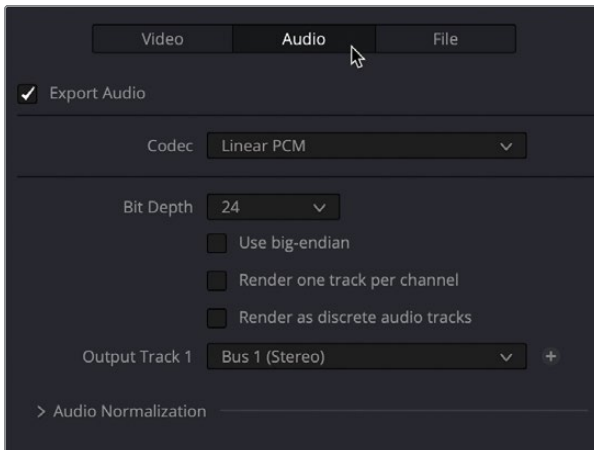 Video Audio File
Export Audio
Codec Linear PCM
Bit Depth 24
Use big-endian
Render one track per channel
Render as discrete audio tracks
Output Track 1 Bus 1 (Stereo) +
> Audio Normalization